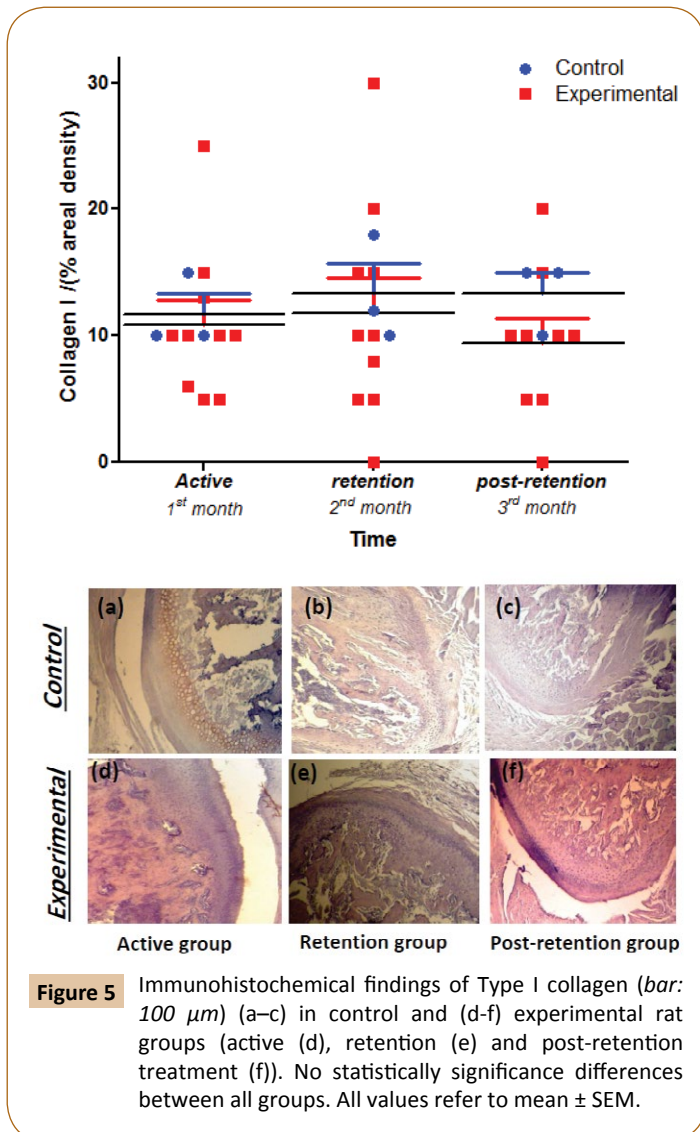 30
20
10
0
Collagen I /(% areal density)
Control
Experimental
Active
retention
post-retention
1st month
2nd month
3rd month
Time
Control
(a)
(b)
(c)
Experimental
(d)
(e)
(f)
Active group
Retention group
Post-retention group
Figure 5
Immunohistochemical findings of Type I collagen (bar:
100 µm) (a–c) in control and (d-f) experimental rat
groups (active (d), retention (e) and post-retention
treatment (f)). No statistically significance differences
between all groups. All values refer to mean ± SEM.